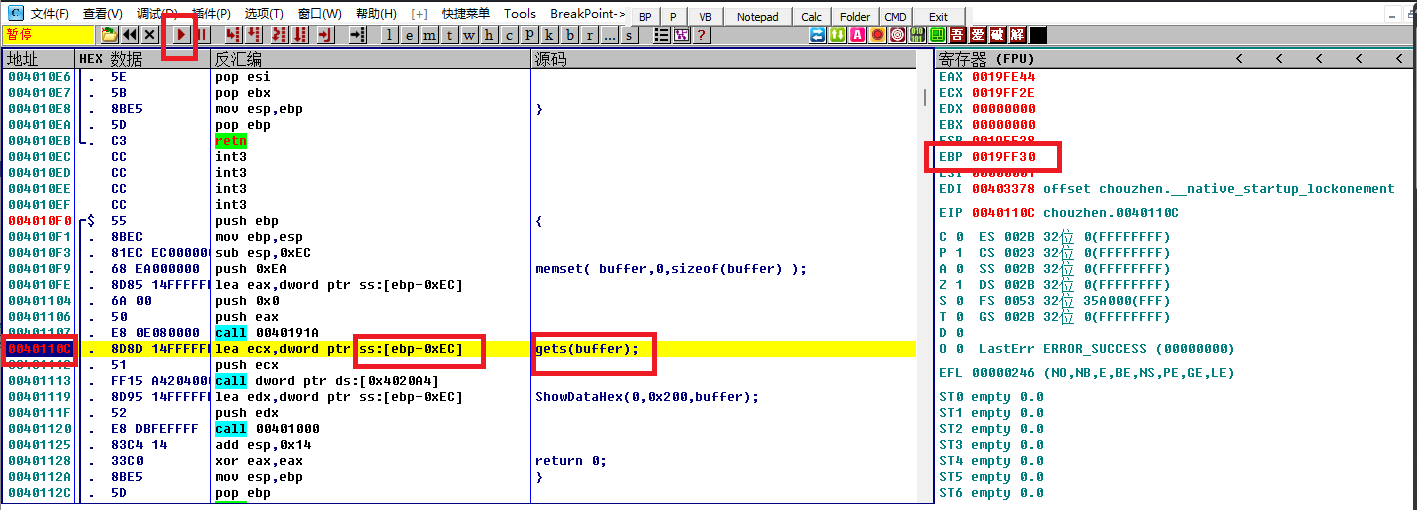 C 文件(F) 查看(V) 调试(D) 插件(P) 选项(T) 窗口(W) 帮助(H) [+] 快捷菜单 Tools BreakPoint-> BP P VB Notepad Calc Folder CMD Exit
暂停 l e m t w h c p k b r ... s ? A 101 吾 爱 破 解
地址 HEX 数据 反汇编 源码 寄存器 (FPU) < < < < <
004010E6 . 5E pop esi EAX 0019FE44
004010E7 . 5B pop ebx ECX 0019FF2E
004010E8 . 8BE5 mov esp,ebp } EDX 00000000
004010EA . 5D pop ebp EBX 00000000
004010EB . C3 retn
004010EC CC int3 EBP 0019FF30
004010ED CC int3
004010EE CC int3 EDI 00403378 offset chouzhen.__native_startup_lockonement
004010EF CC int3
004010F0 $ 55 push ebp { EIP 0040110C chouzhen.0040110C
004010F1 . 8BEC mov ebp,esp C 0 ES 002B 32位 0(FFFFFFFF)
004010F3 . 81EC EC000000 sub esp,0xEC P 1 CS 0023 32位 0(FFFFFFFF)
004010F9 . 68 EA000000 push 0xEA memset( buffer,0,sizeof(buffer) ); A 0 SS 002B 32位 0(FFFFFFFF)
004010FE . 8D85 14FFFFFF lea eax,dword ptr ss:[ebp-0xEC] Z 1 DS 002B 32位 0(FFFFFFFF)
00401104 . 6A 00 push 0x0 S 0 FS 0053 32位 35A000(FFF)
00401106 . 50 push eax T 0 GS 002B 32位 0(FFFFFFFF)
00401107 . E8 0E080000 call 0040191A D 0
0040110C . 8D8D 14FFFFFF lea ecx,dword ptr ss:[ebp-0xEC] gets(buffer); O 0 LastErr ERROR_SUCCESS (00000000)
00401112 . 51 push ecx
00401113 . FF15 A4204000 call dword ptr ds:[0x4020A4] EFL 00000246 (NO,NB,E,BE,NS,PE,GE,LE)
00401119 . 8D95 14FFFFFF lea edx,dword ptr ss:[ebp-0xEC] ShowDataHex(0,0x200,buffer); ST0 empty 0.0
0040111F . 52 push edx ST1 empty 0.0
00401120 . E8 DBFEFFFF call 00401000 ST2 empty 0.0
00401125 . 83C4 14 add esp,0x14 ST3 empty 0.0
00401128 . 33C0 xor eax,eax return 0; ST4 empty 0.0
0040112A . 8BE5 mov esp,ebp } ST5 empty 0.0
0040112C . 5D pop ebp ST6 empty 0.0